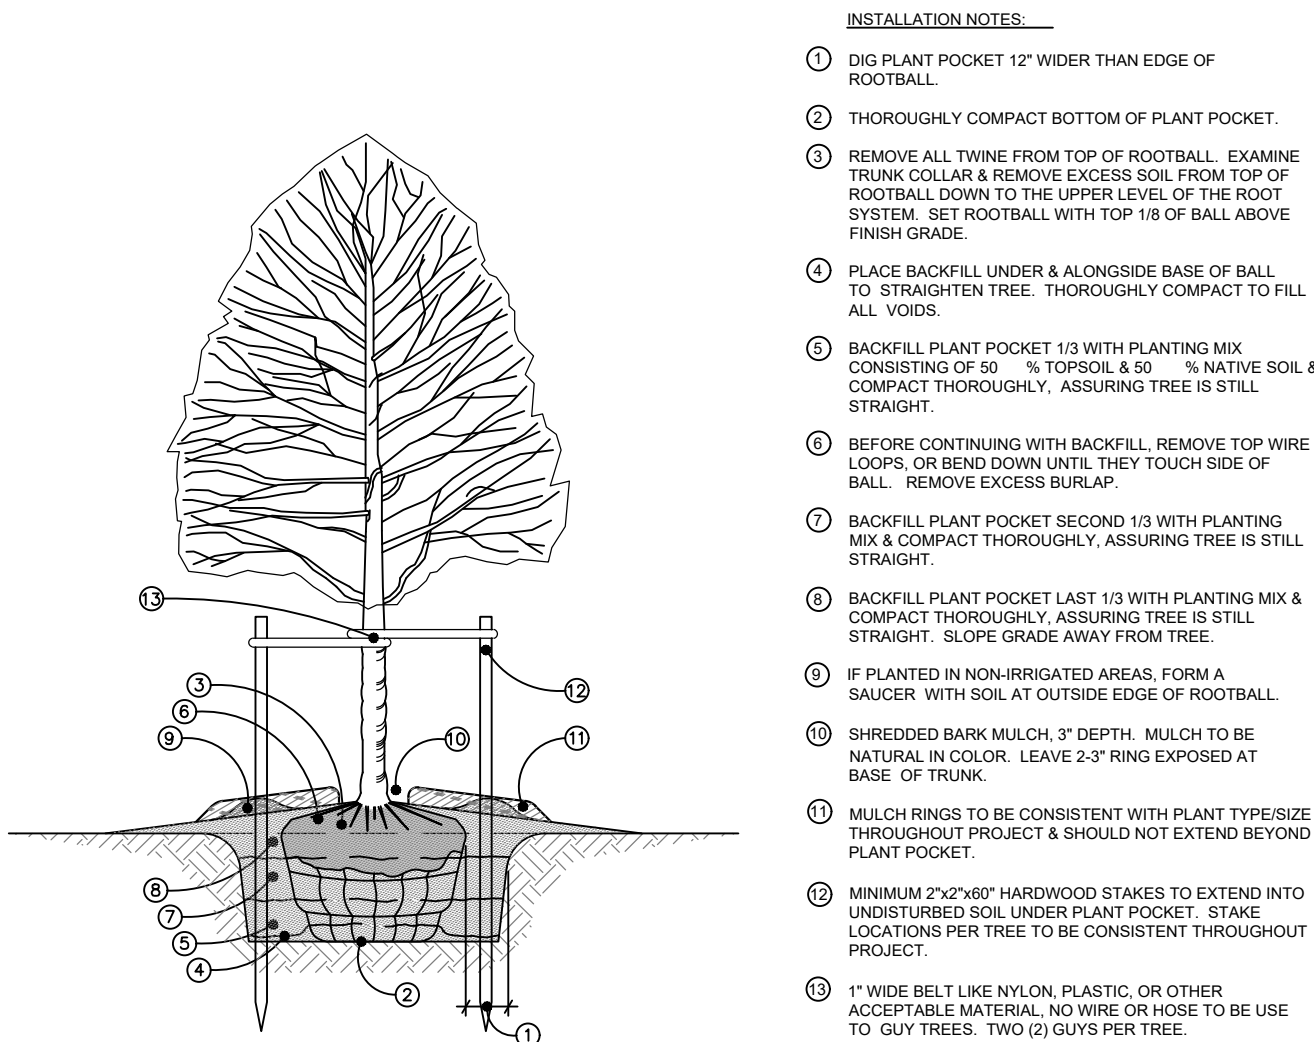 INSTALLATION NOTES:
1 DIG PLANT POCKET 12" WIDER THAN EDGE OF
ROOTBALL.
2 THOROUGHLY COMPACT BOTTOM OF PLANT POCKET.
3 REMOVE ALL TWINE FROM TOP OF ROOTBALL. EXAMINE
TRUNK COLLAR & REMOVE EXCESS SOIL FROM TOP OF
ROOTBALL DOWN TO THE UPPER LEVEL OF THE ROOT
SYSTEM. SET ROOTBALL WITH TOP 1/8 OF BALL ABOVE
FINISH GRADE.
4 PLACE BACKFILL UNDER & ALONGSIDE BASE OF BALL
TO STRAIGHTEN TREE. THOROUGHLY COMPACT TO FILL
ALL VOIDS.
5 BACKFILL PLANT POCKET 1/3 WITH PLANTING MIX
CONSISTING OF 50 % TOPSOIL & 50 % NATIVE SOIL &
COMPACT THOROUGHLY, ASSURING TREE IS STILL
STRAIGHT.
6 BEFORE CONTINUING WITH BACKFILL, REMOVE TOP WIRE
LOOPS, OR BEND DOWN UNTIL THEY TOUCH SIDE OF
BALL. REMOVE EXCESS BURLAP.
7 BACKFILL PLANT POCKET SECOND 1/3 WITH PLANTING
MIX & COMPACT THOROUGHLY, ASSURING TREE IS STILL
STRAIGHT.
8 BACKFILL PLANT POCKET LAST 1/3 WITH PLANTING MIX &
COMPACT THOROUGHLY, ASSURING TREE IS STILL
STRAIGHT. SLOPE GRADE AWAY FROM TREE.
9 IF PLANTED IN NON-IRRIGATED AREAS, FORM A
SAUCER WITH SOIL AT OUTSIDE EDGE OF ROOTBALL.
10 SHREDDED BARK MULCH, 3" DEPTH. MULCH TO BE
NATURAL IN COLOR. LEAVE 2-3" RING EXPOSED AT
BASE OF TRUNK.
11 MULCH RINGS TO BE CONSISTENT WITH PLANT TYPE/SIZE
THROUGHOUT PROJECT & SHOULD NOT EXTEND BEYOND
PLANT POCKET.
12 MINIMUM 2"x2"x60" HARDWOOD STAKES TO EXTEND INTO
UNDISTURBED SOIL UNDER PLANT POCKET. STAKE
LOCATIONS PER TREE TO BE CONSISTENT THROUGHOUT
PROJECT.
13 1" WIDE BELT LIKE NYLON, PLASTIC, OR OTHER
ACCEPTABLE MATERIAL, NO WIRE OR HOSE TO BE USE
TO GUY TREES. TWO (2) GUYS PER TREE.
13
3
12
6
9
10
11
8
7
5
4
2
1